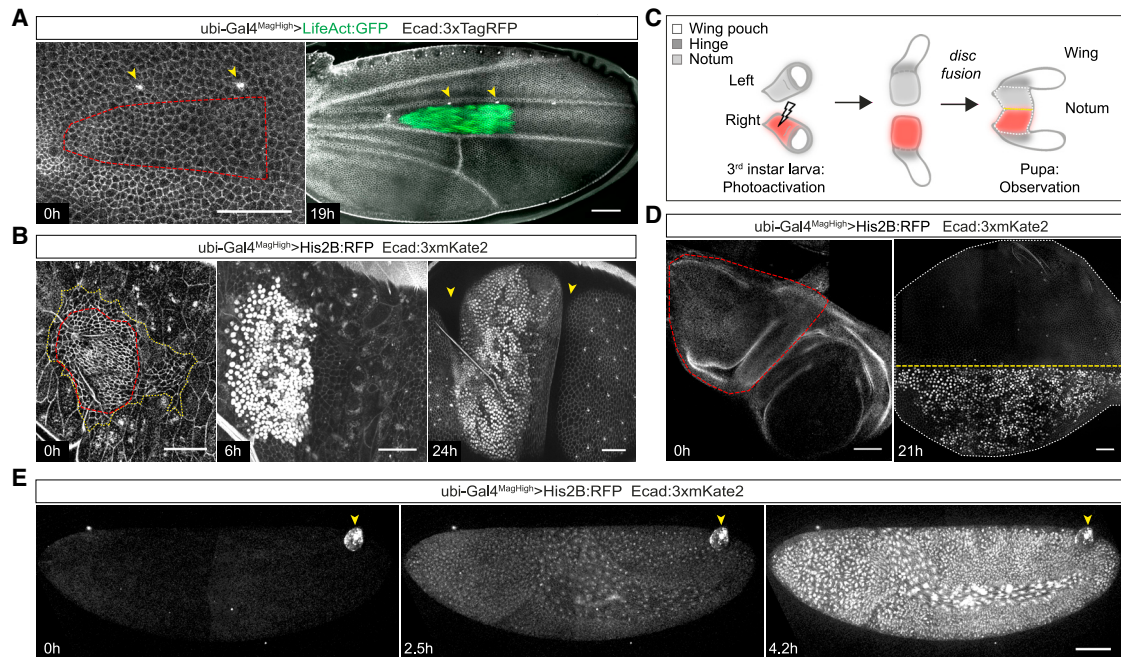 A
ubi-Gal4MagHigh>LifeAct:GFP Ecad:3xTagRFP
0h
19h
B
ubi-Gal4MagHigh>His2B:RFP Ecad:3xmKate2
0h
6h
24h
C
Wing pouch
Hinge
Notum
Left
Right
3rd instar larva:
Photoactivation
disc
fusion
Wing
Notum
Pupa:
Observation
D
ubi-Gal4MagHigh>His2B:RFP Ecad:3xmKate2
0h
21h
E
ubi-Gal4MagHigh>His2B:RFP Ecad:3xmKate2
0h
2.5h
4.2h